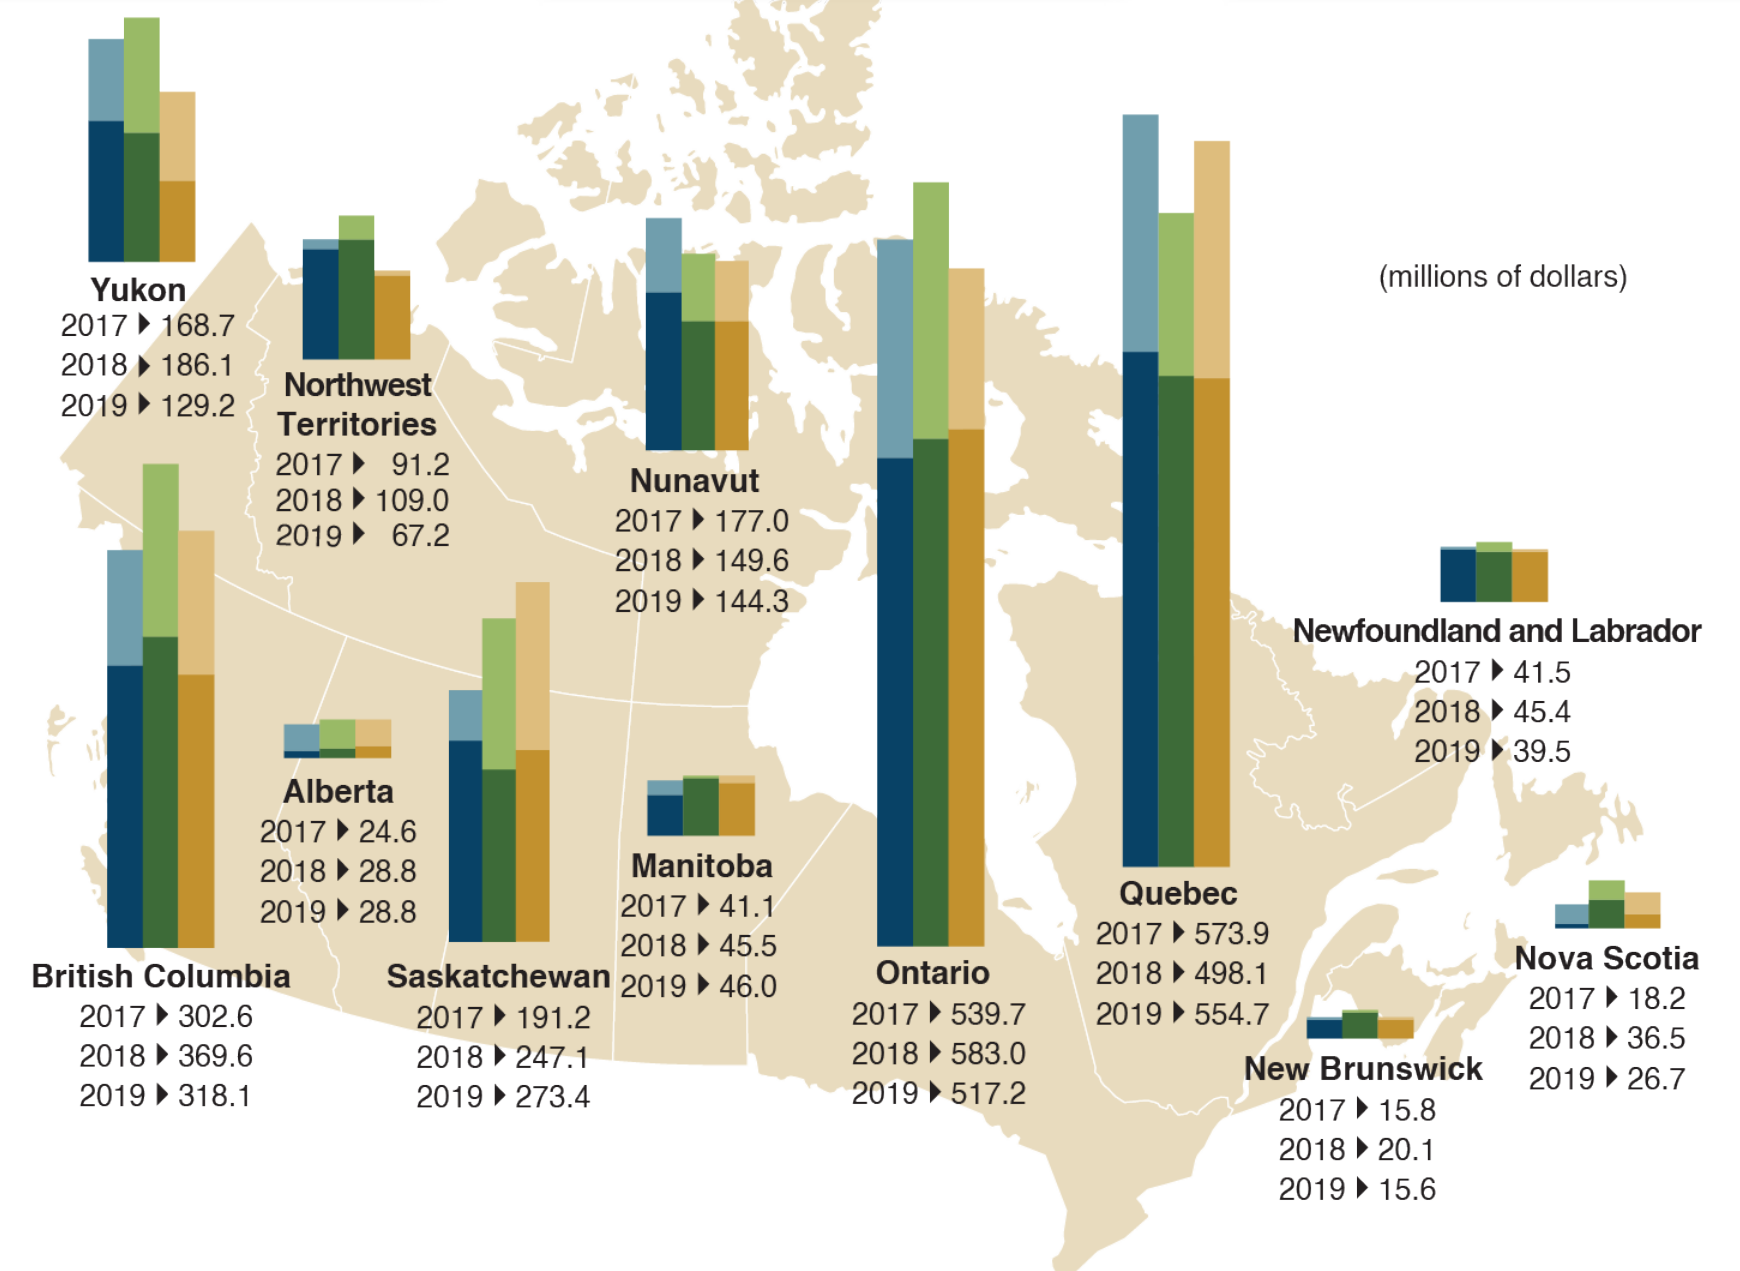 (millions of dollars)
Yukon
2017 ▶ 168.7
2018 ▶ 186.1
2019 ▶ 129.2
Northwest
Territories
2017 ▶ 91.2
2018 ▶ 109.0
2019 ▶ 67.2
Nunavut
2017 ▶ 177.0
2018 ▶ 149.6
2019 ▶ 144.3
Newfoundland and Labrador
2017 ▶ 41.5
2018 ▶ 45.4
2019 ▶ 39.5
Alberta
2017 ▶ 24.6
2018 ▶ 28.8
2019 ▶ 28.8
Manitoba
2017 ▶ 41.1
2018 ▶ 45.5
2019 ▶ 46.0
Quebec
2017 ▶ 573.9
2018 ▶ 498.1
2019 ▶ 554.7
British Columbia
2017 ▶ 302.6
2018 ▶ 369.6
2019 ▶ 318.1
Saskatchewan
2017 ▶ 191.2
2018 ▶ 247.1
2019 ▶ 273.4
Ontario
2017 ▶ 539.7
2018 ▶ 583.0
2019 ▶ 517.2
Nova Scotia
2017 ▶ 18.2
2018 ▶ 36.5
2019 ▶ 26.7
New Brunswick
2017 ▶ 15.8
2018 ▶ 20.1
2019 ▶ 15.6